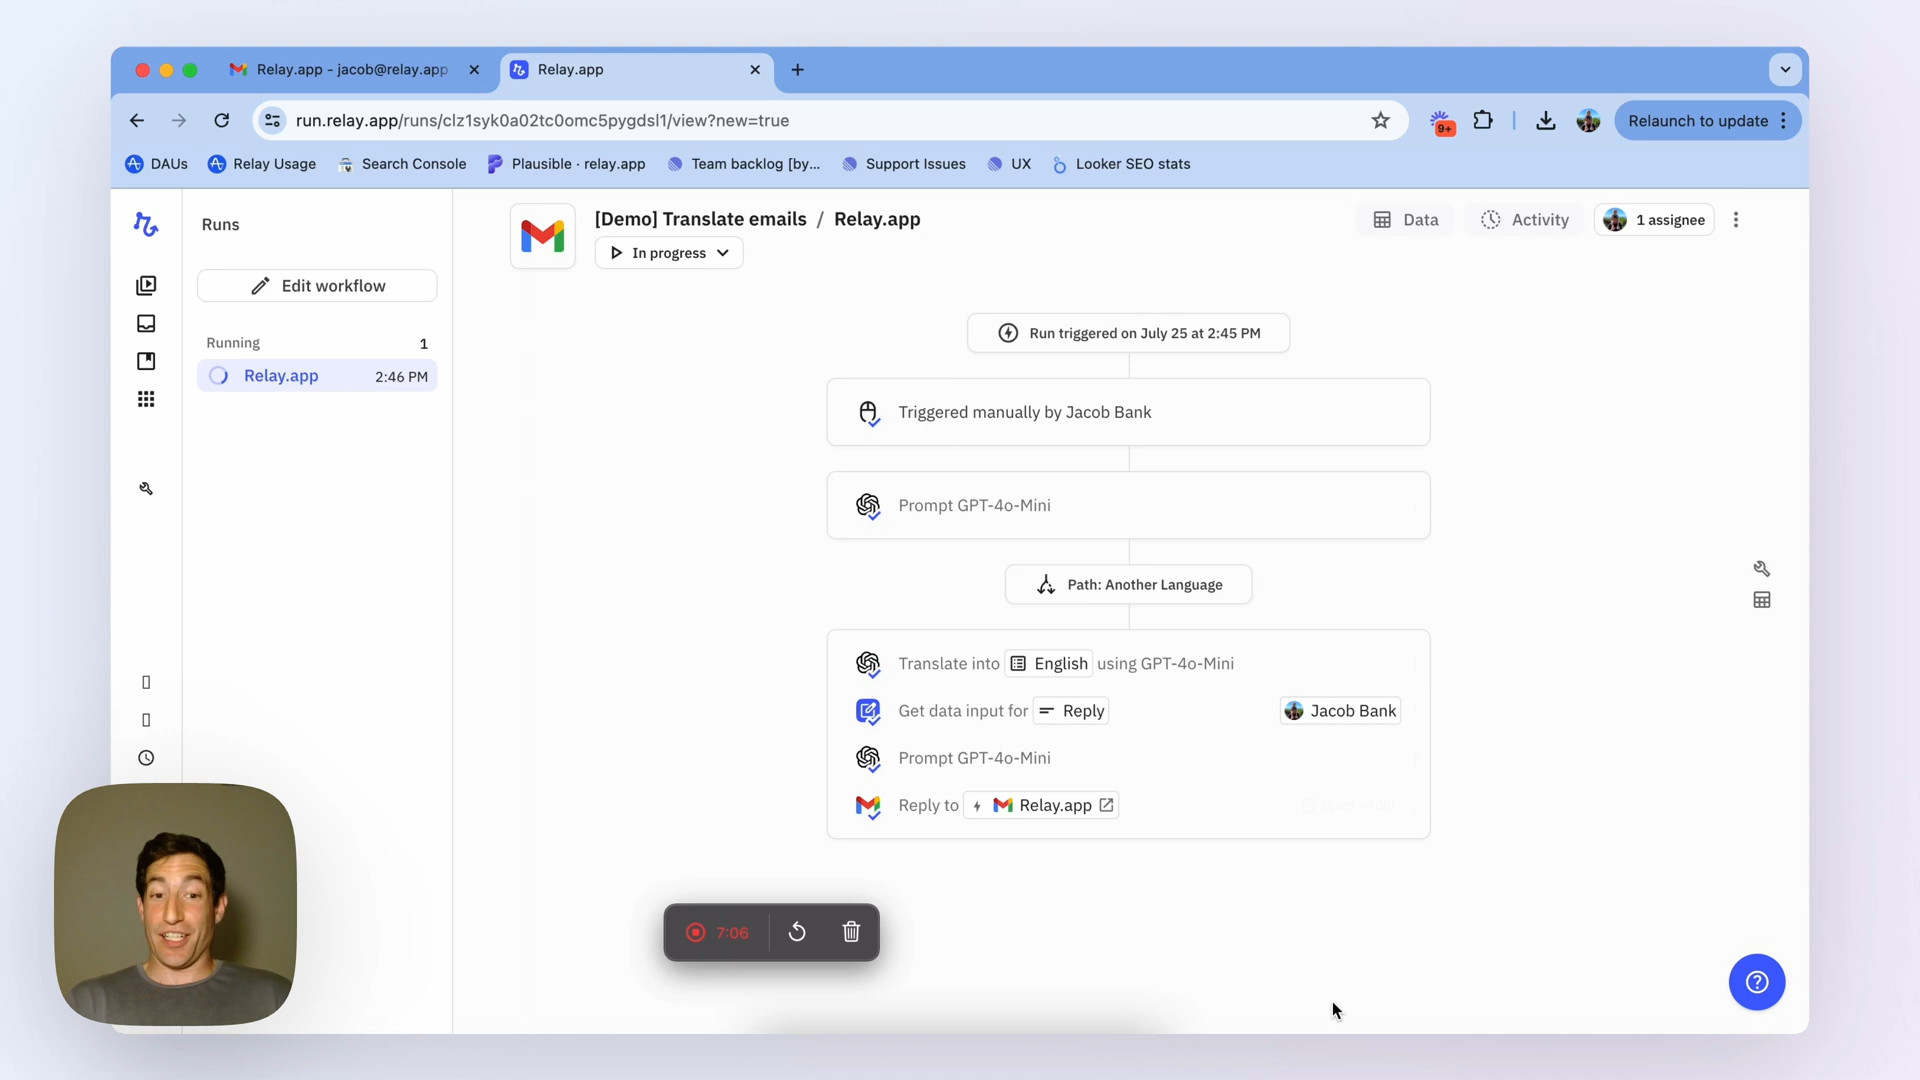 Relay.app - jacob@relay.app
Relay.app
run.relay.app/runs/clz1syk0a02tc0omc5pygdsl1/view?new=true
9+
Relaunch to update
DAUs
Relay Usage
Search Console
Plausible · relay.app
Team backlog [by...
Support Issues
UX
Looker SEO stats
Runs
Edit workflow
Running 1
Relay.app 2:46 PM
[Demo] Translate emails / Relay.app
In progress
Data
Activity
1 assignee
Run triggered on July 25 at 2:45 PM
Triggered manually by Jacob Bank
Prompt GPT-4o-Mini
Path: Another Language
Translate into English using GPT-4o-Mini
Get data input for Reply Jacob Bank
Prompt GPT-4o-Mini
Reply to Relay.app
7:06